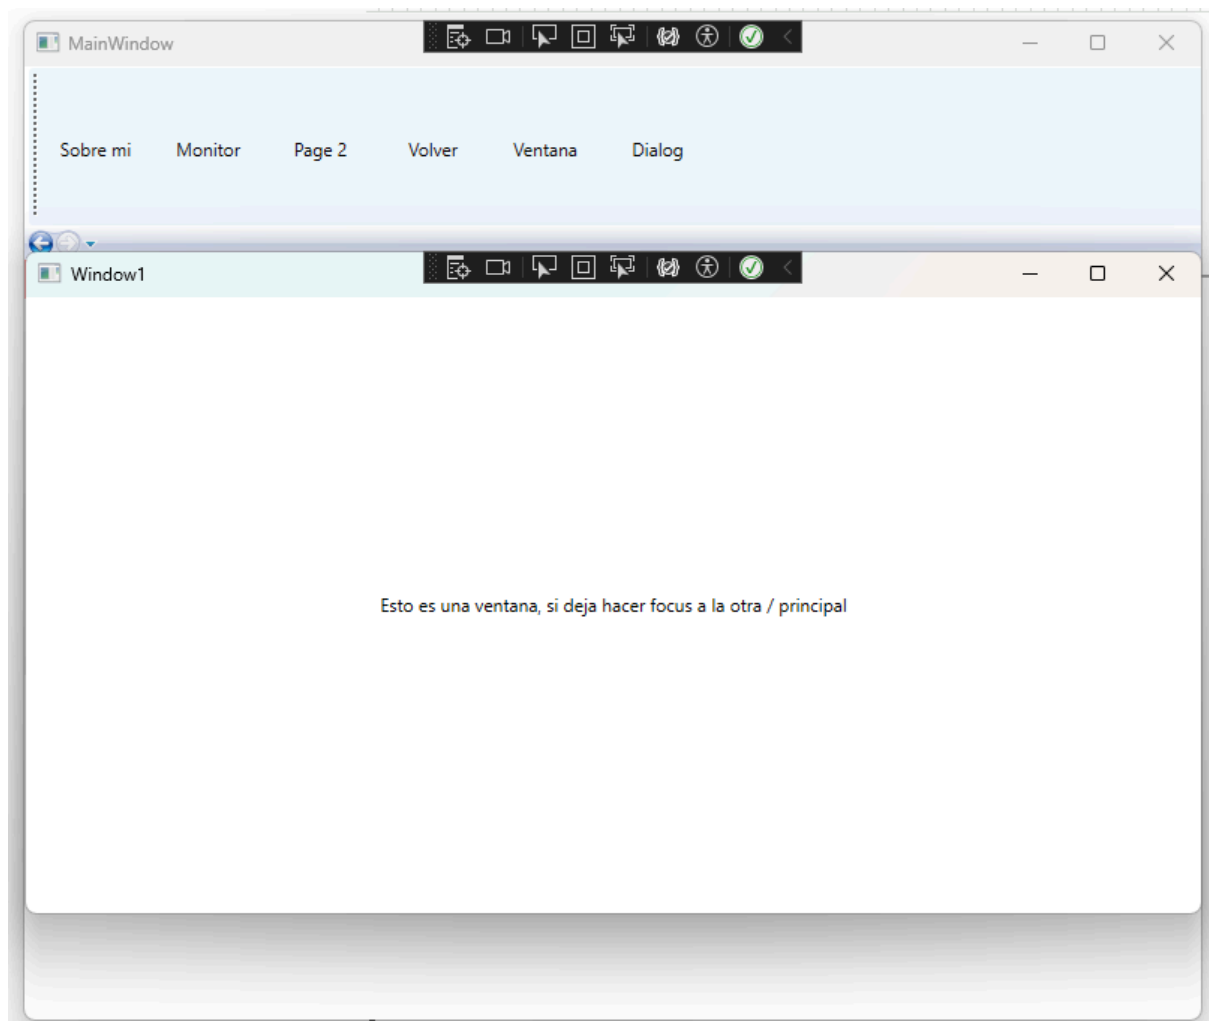 MainWindow
Sobre mi Monitor Page 2 Volver Ventana Dialog
Window1
Esto es una ventana, si deja hacer focus a la otra / principal